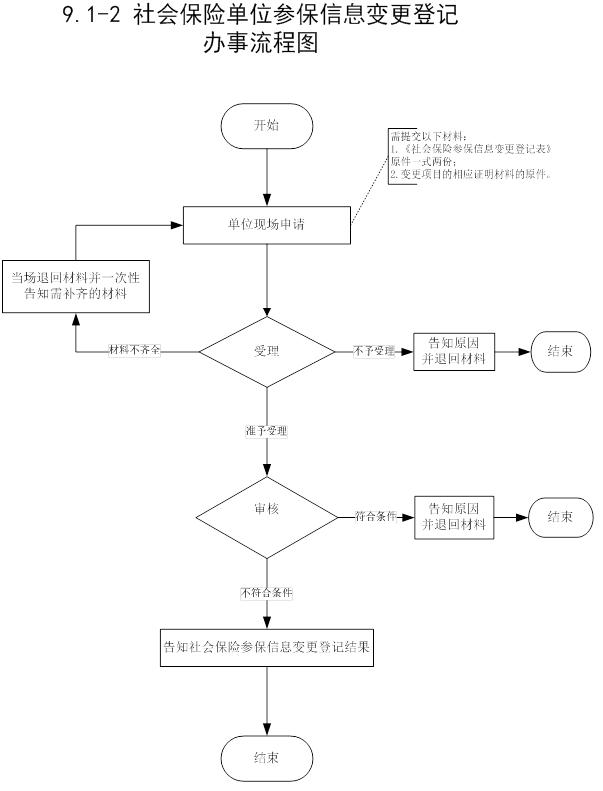 9.1-2 社会保险单位参保信息变更登记
办事流程图
开始
需提交以下材料：
1.《社会保险参保信息变更登记表》
原件一式两份；
2.变更项目的相应证明材料的原件。
单位现场申请
当场退回材料并一次性
告知需补齐的材料
材料不齐全
受理
不予受理
告知原因
并退回材料
结束
准予受理
审核
符合条件
告知原因
并退回材料
结束
不符合条件
告知社会保险参保信息变更登记结果
结束